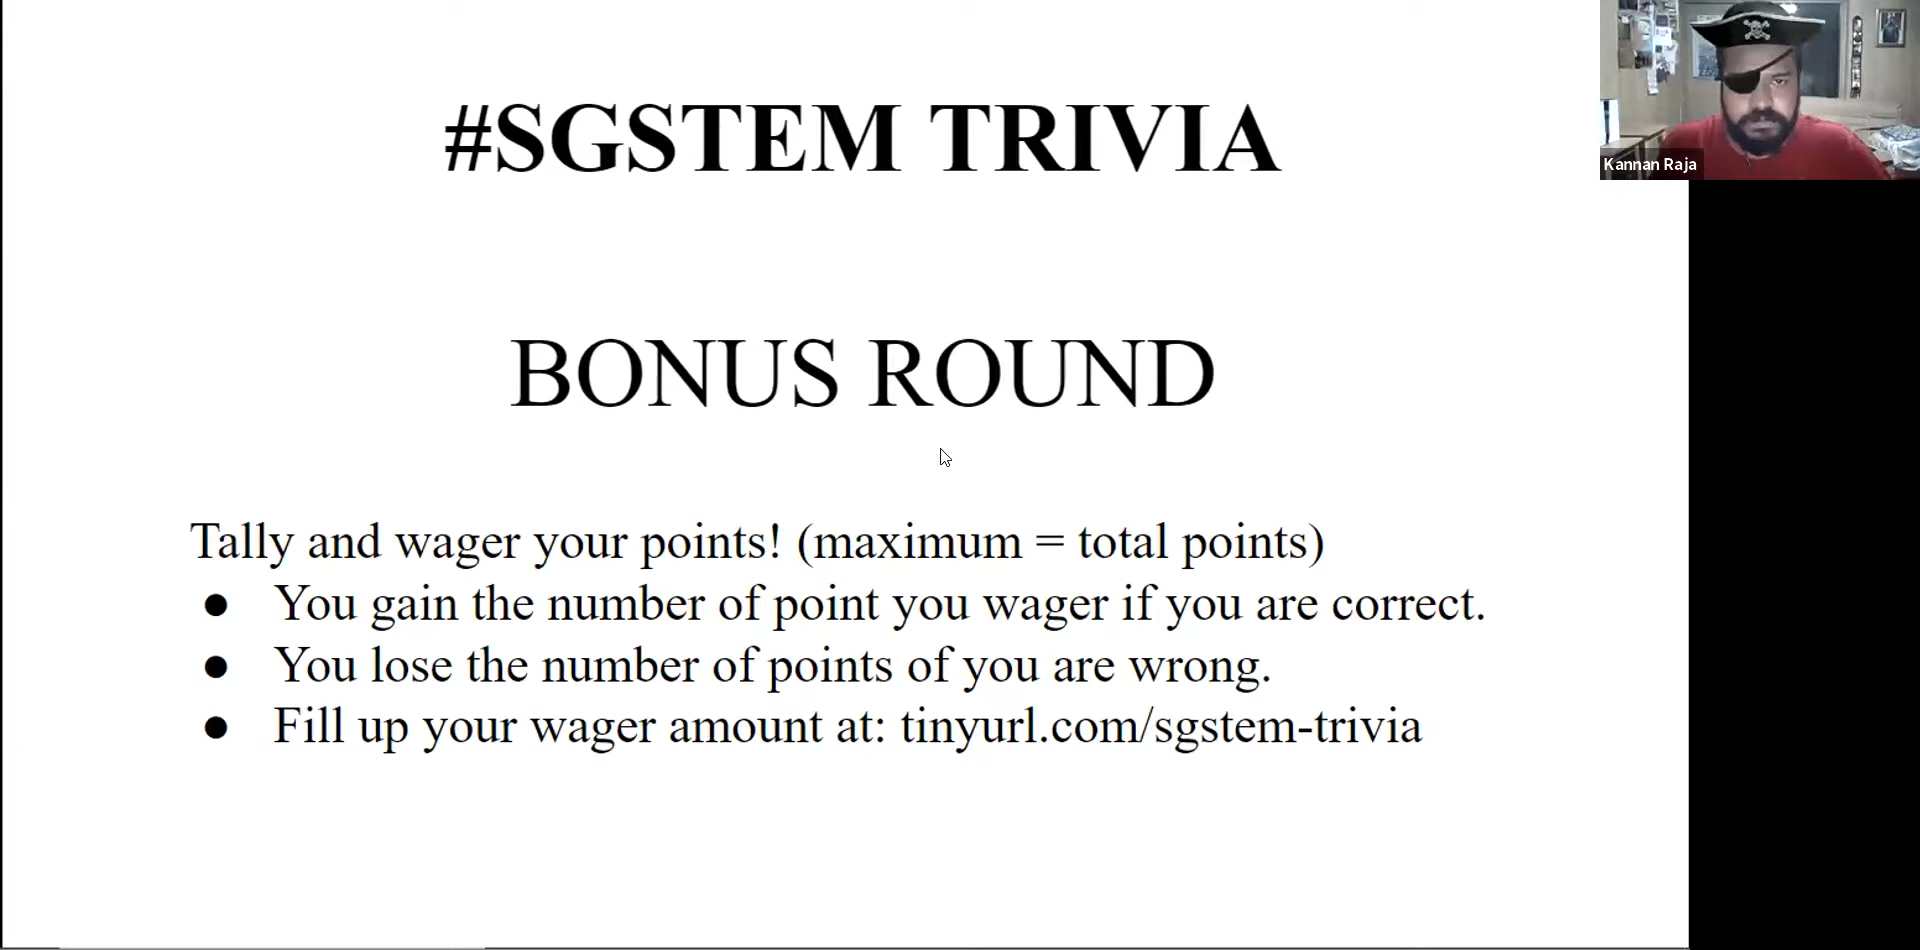 #SGSTEM TRIVIA
Kannan Raja
BONUS ROUND
Tally and wager your points! (maximum = total points)
● You gain the number of point you wager if you are correct.
● You lose the number of points of you are wrong.
● Fill up your wager amount at: tinyurl.com/sgstem-trivia